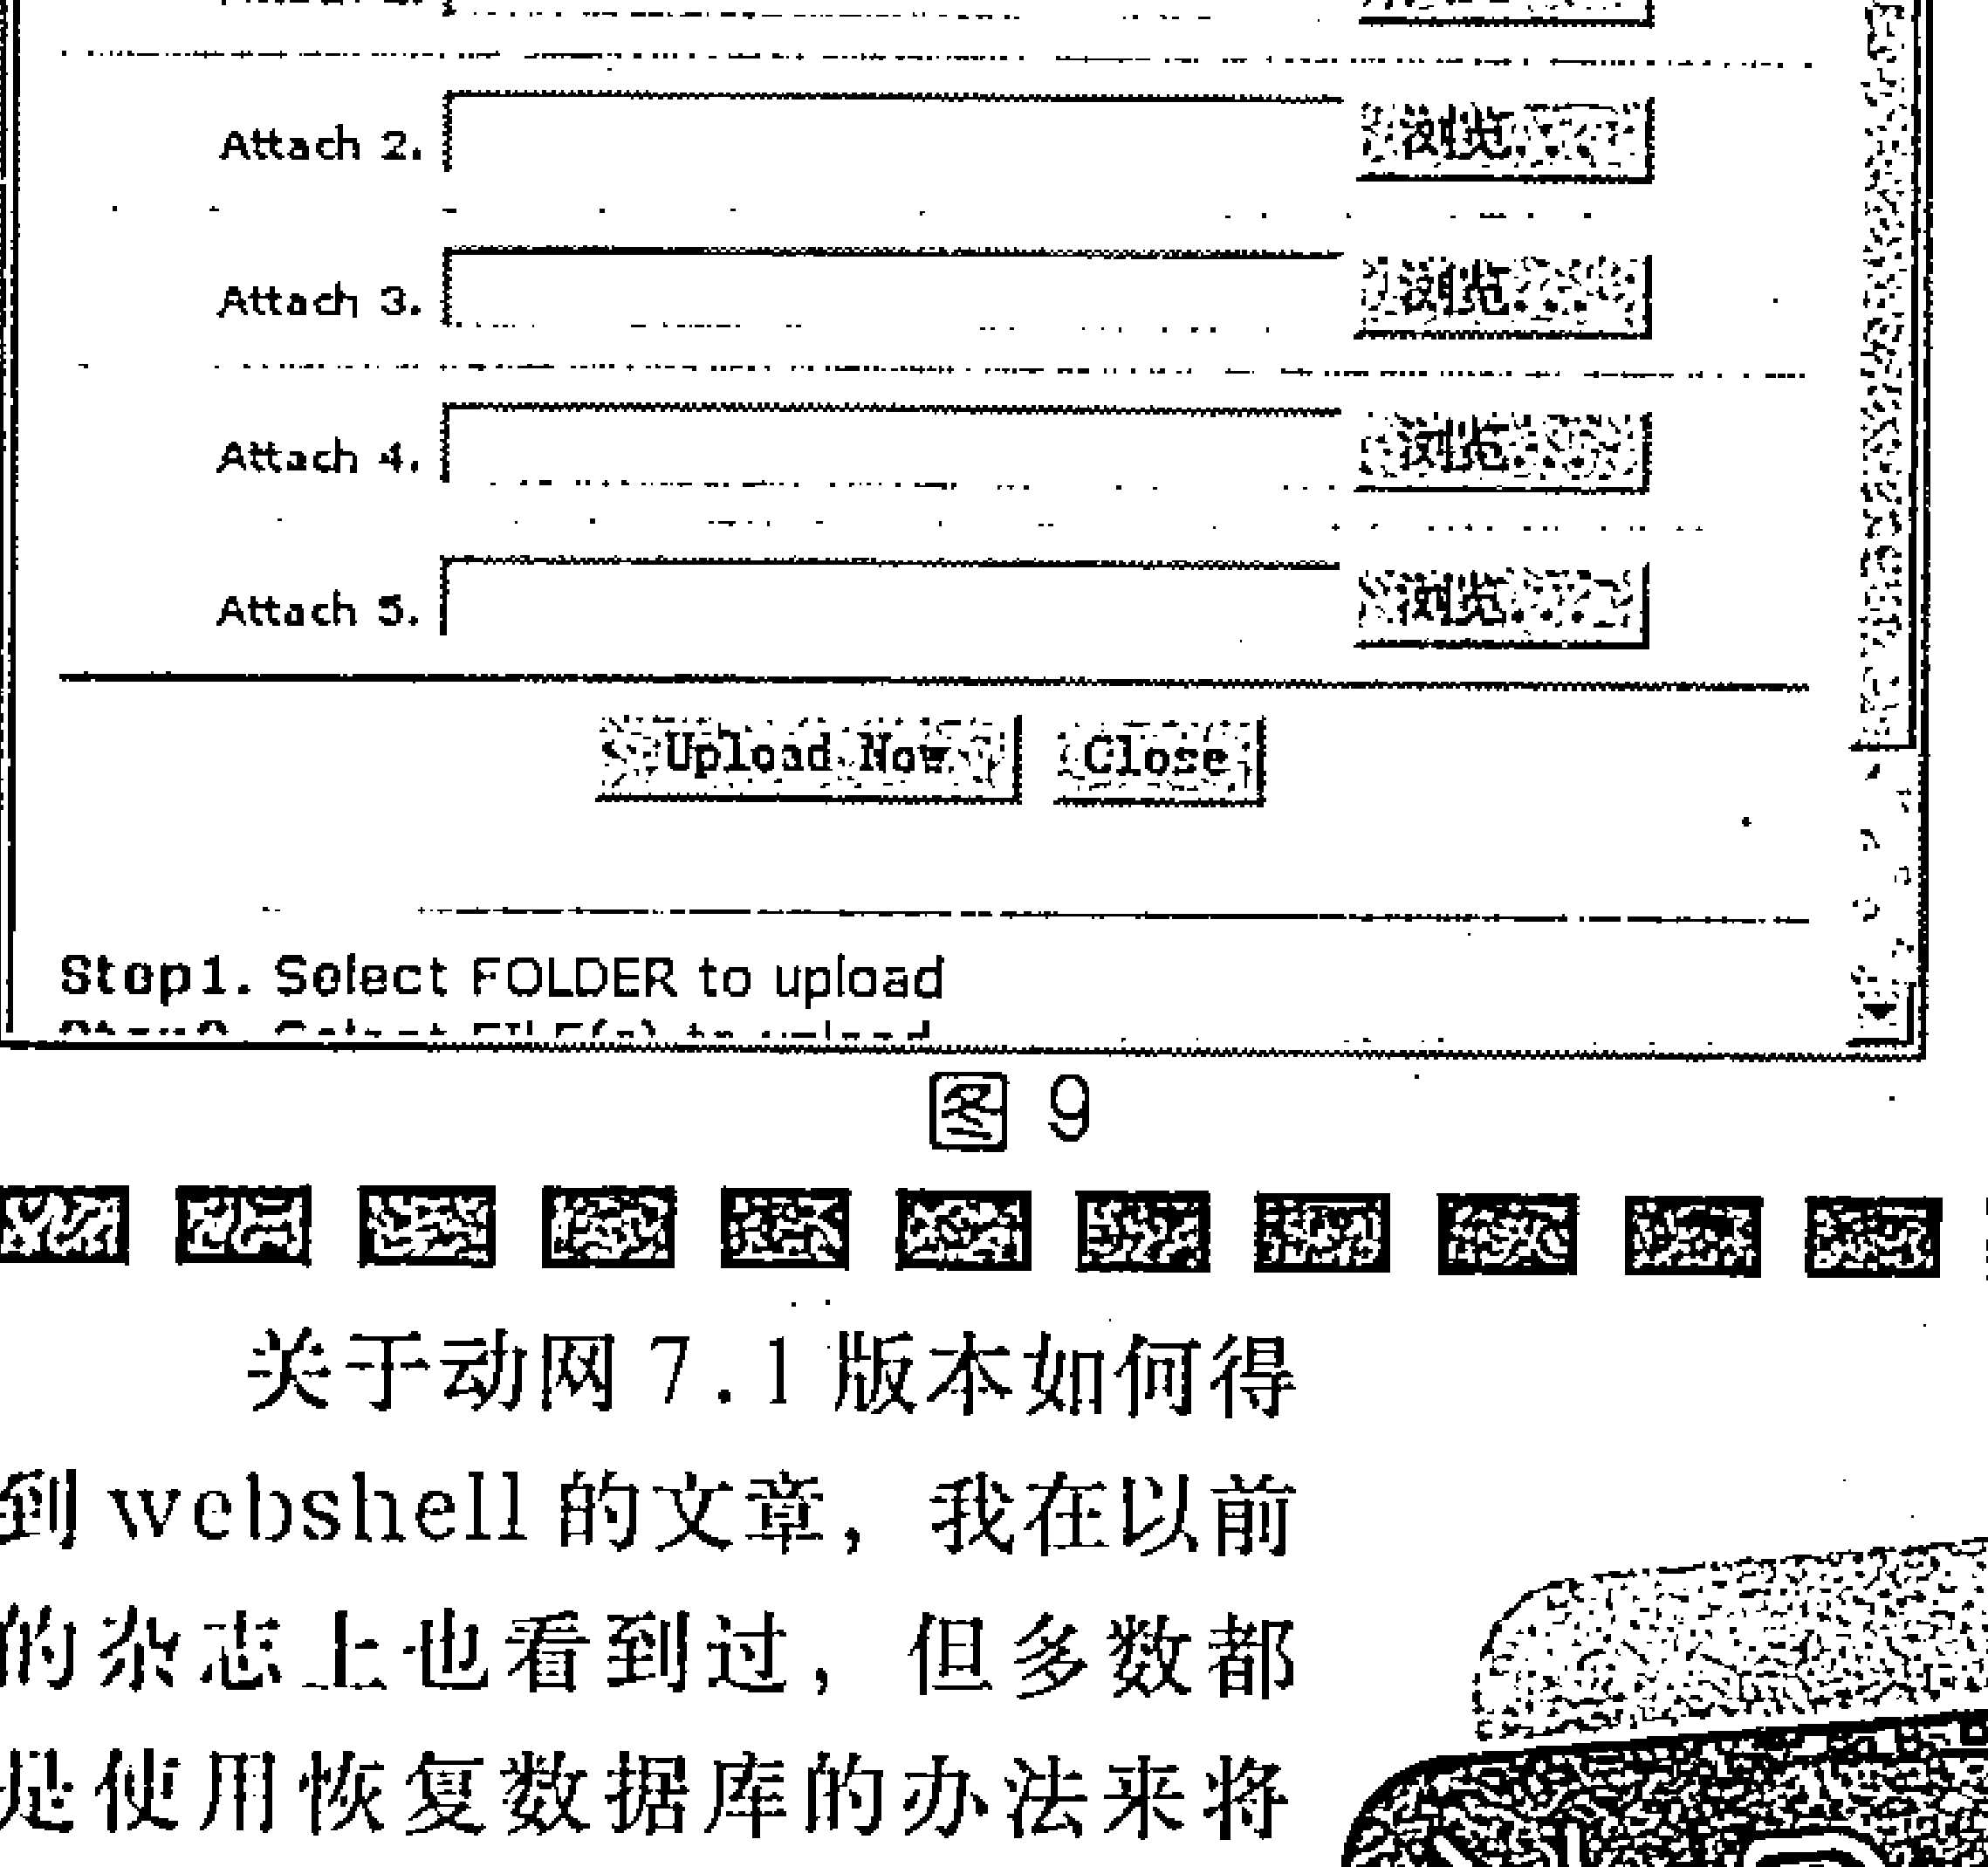 Attach 2. 浏览...
Attach 3. 浏览...
Attach 4. 浏览...
Attach 5. 浏览...
Upload Now Close
Step1. Select FOLDER to upload
图 9
关于动网 7.1 版本如何得
到 webshell 的文章，我在以前
的杂志上也看到过，但多数都
是使用恢复数据库的办法来将